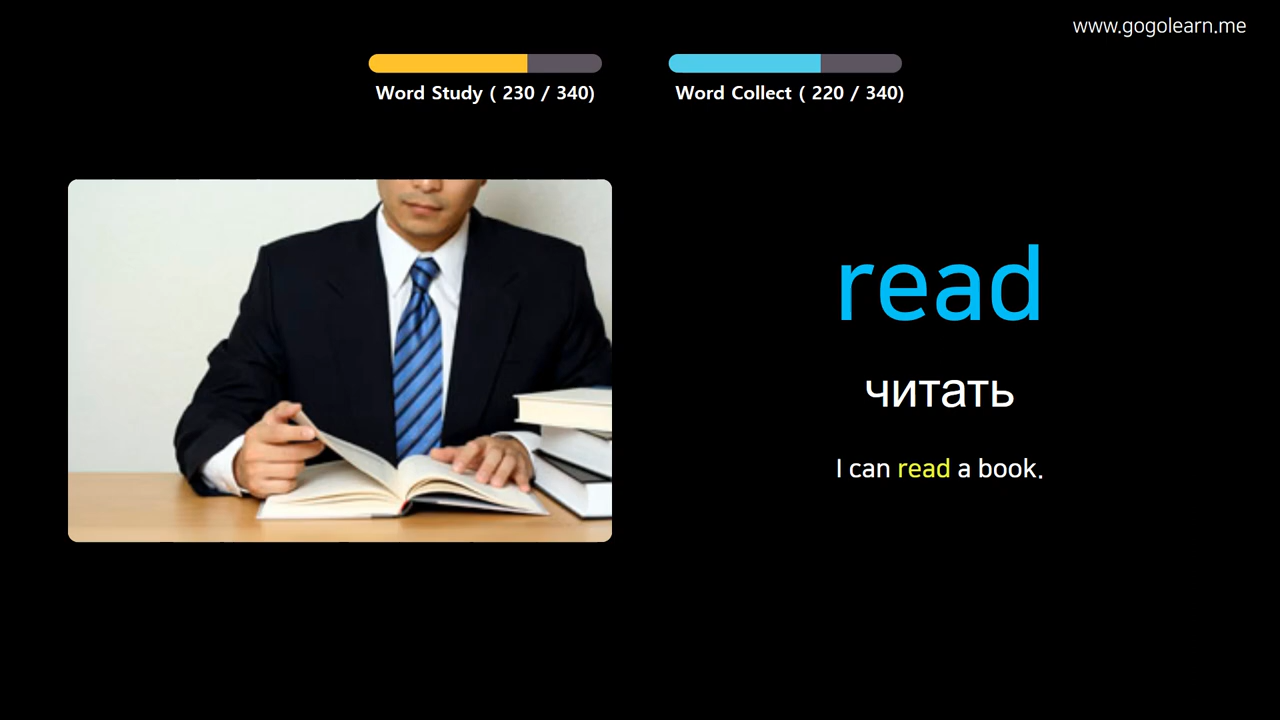 www.gogolearn.me
Word Study ( 230 / 340)
Word Collect ( 220 / 340)
read
читать
I can read a book.